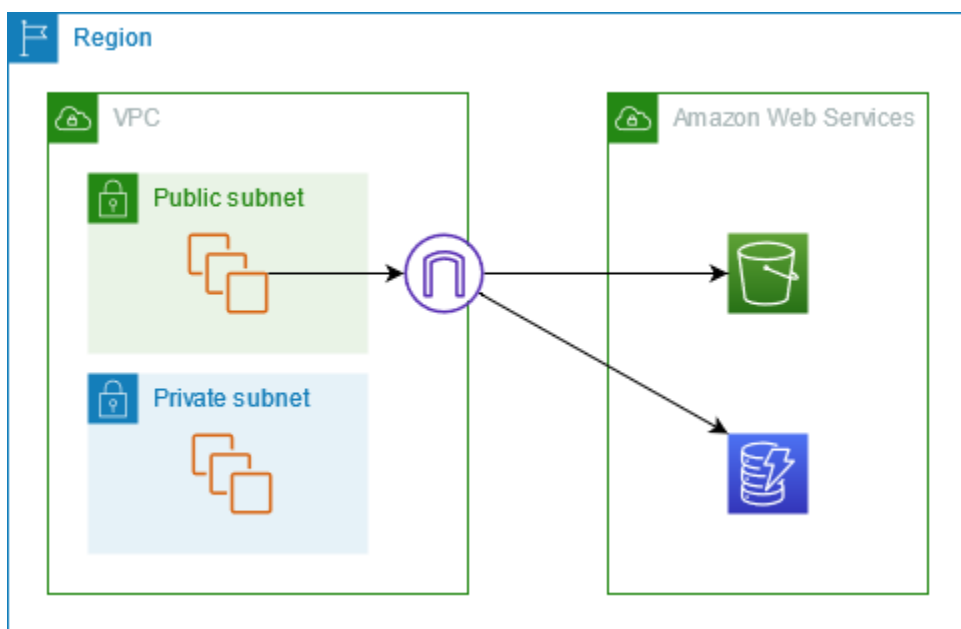 Region
VPC
Amazon Web Services
Public subnet
Private subnet